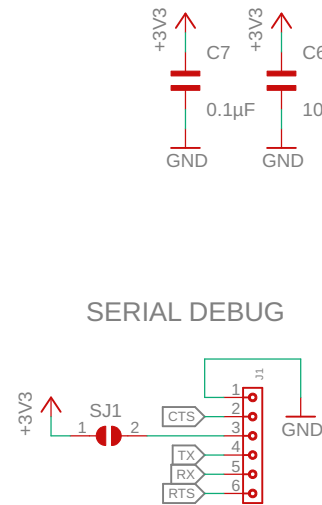 +3V3
C7
0.1µF
GND
+3V3
C6
10
GND
SERIAL DEBUG
+3V3
SJ1
1
2
CTS
TX
RX
RTS
J1
1
2
3
4
5
6
GND